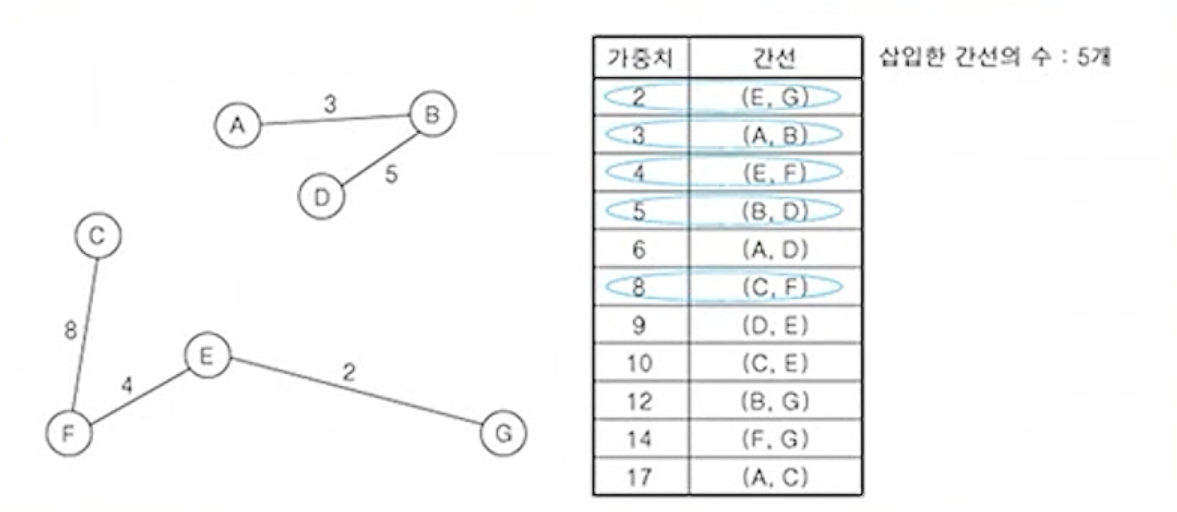 가중치 간선
삽입한 간선의 수 : 5개
2 (E, G)
3 (A, B)
4 (E, F)
5 (B, D)
6 (A, D)
8 (C, F)
9 (D, E)
10 (C, E)
12 (B, G)
14 (F, G)
17 (A, C)
A
3
B
5
D
C
8
E
4
2
F
G